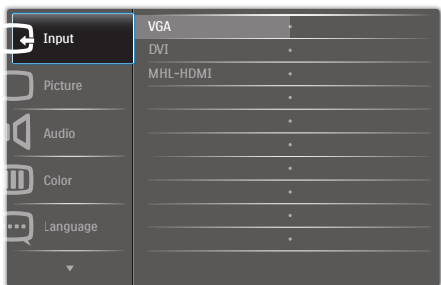 Input
Picture
Audio
Color
Language
VGA
DVI
MHL-HDMI